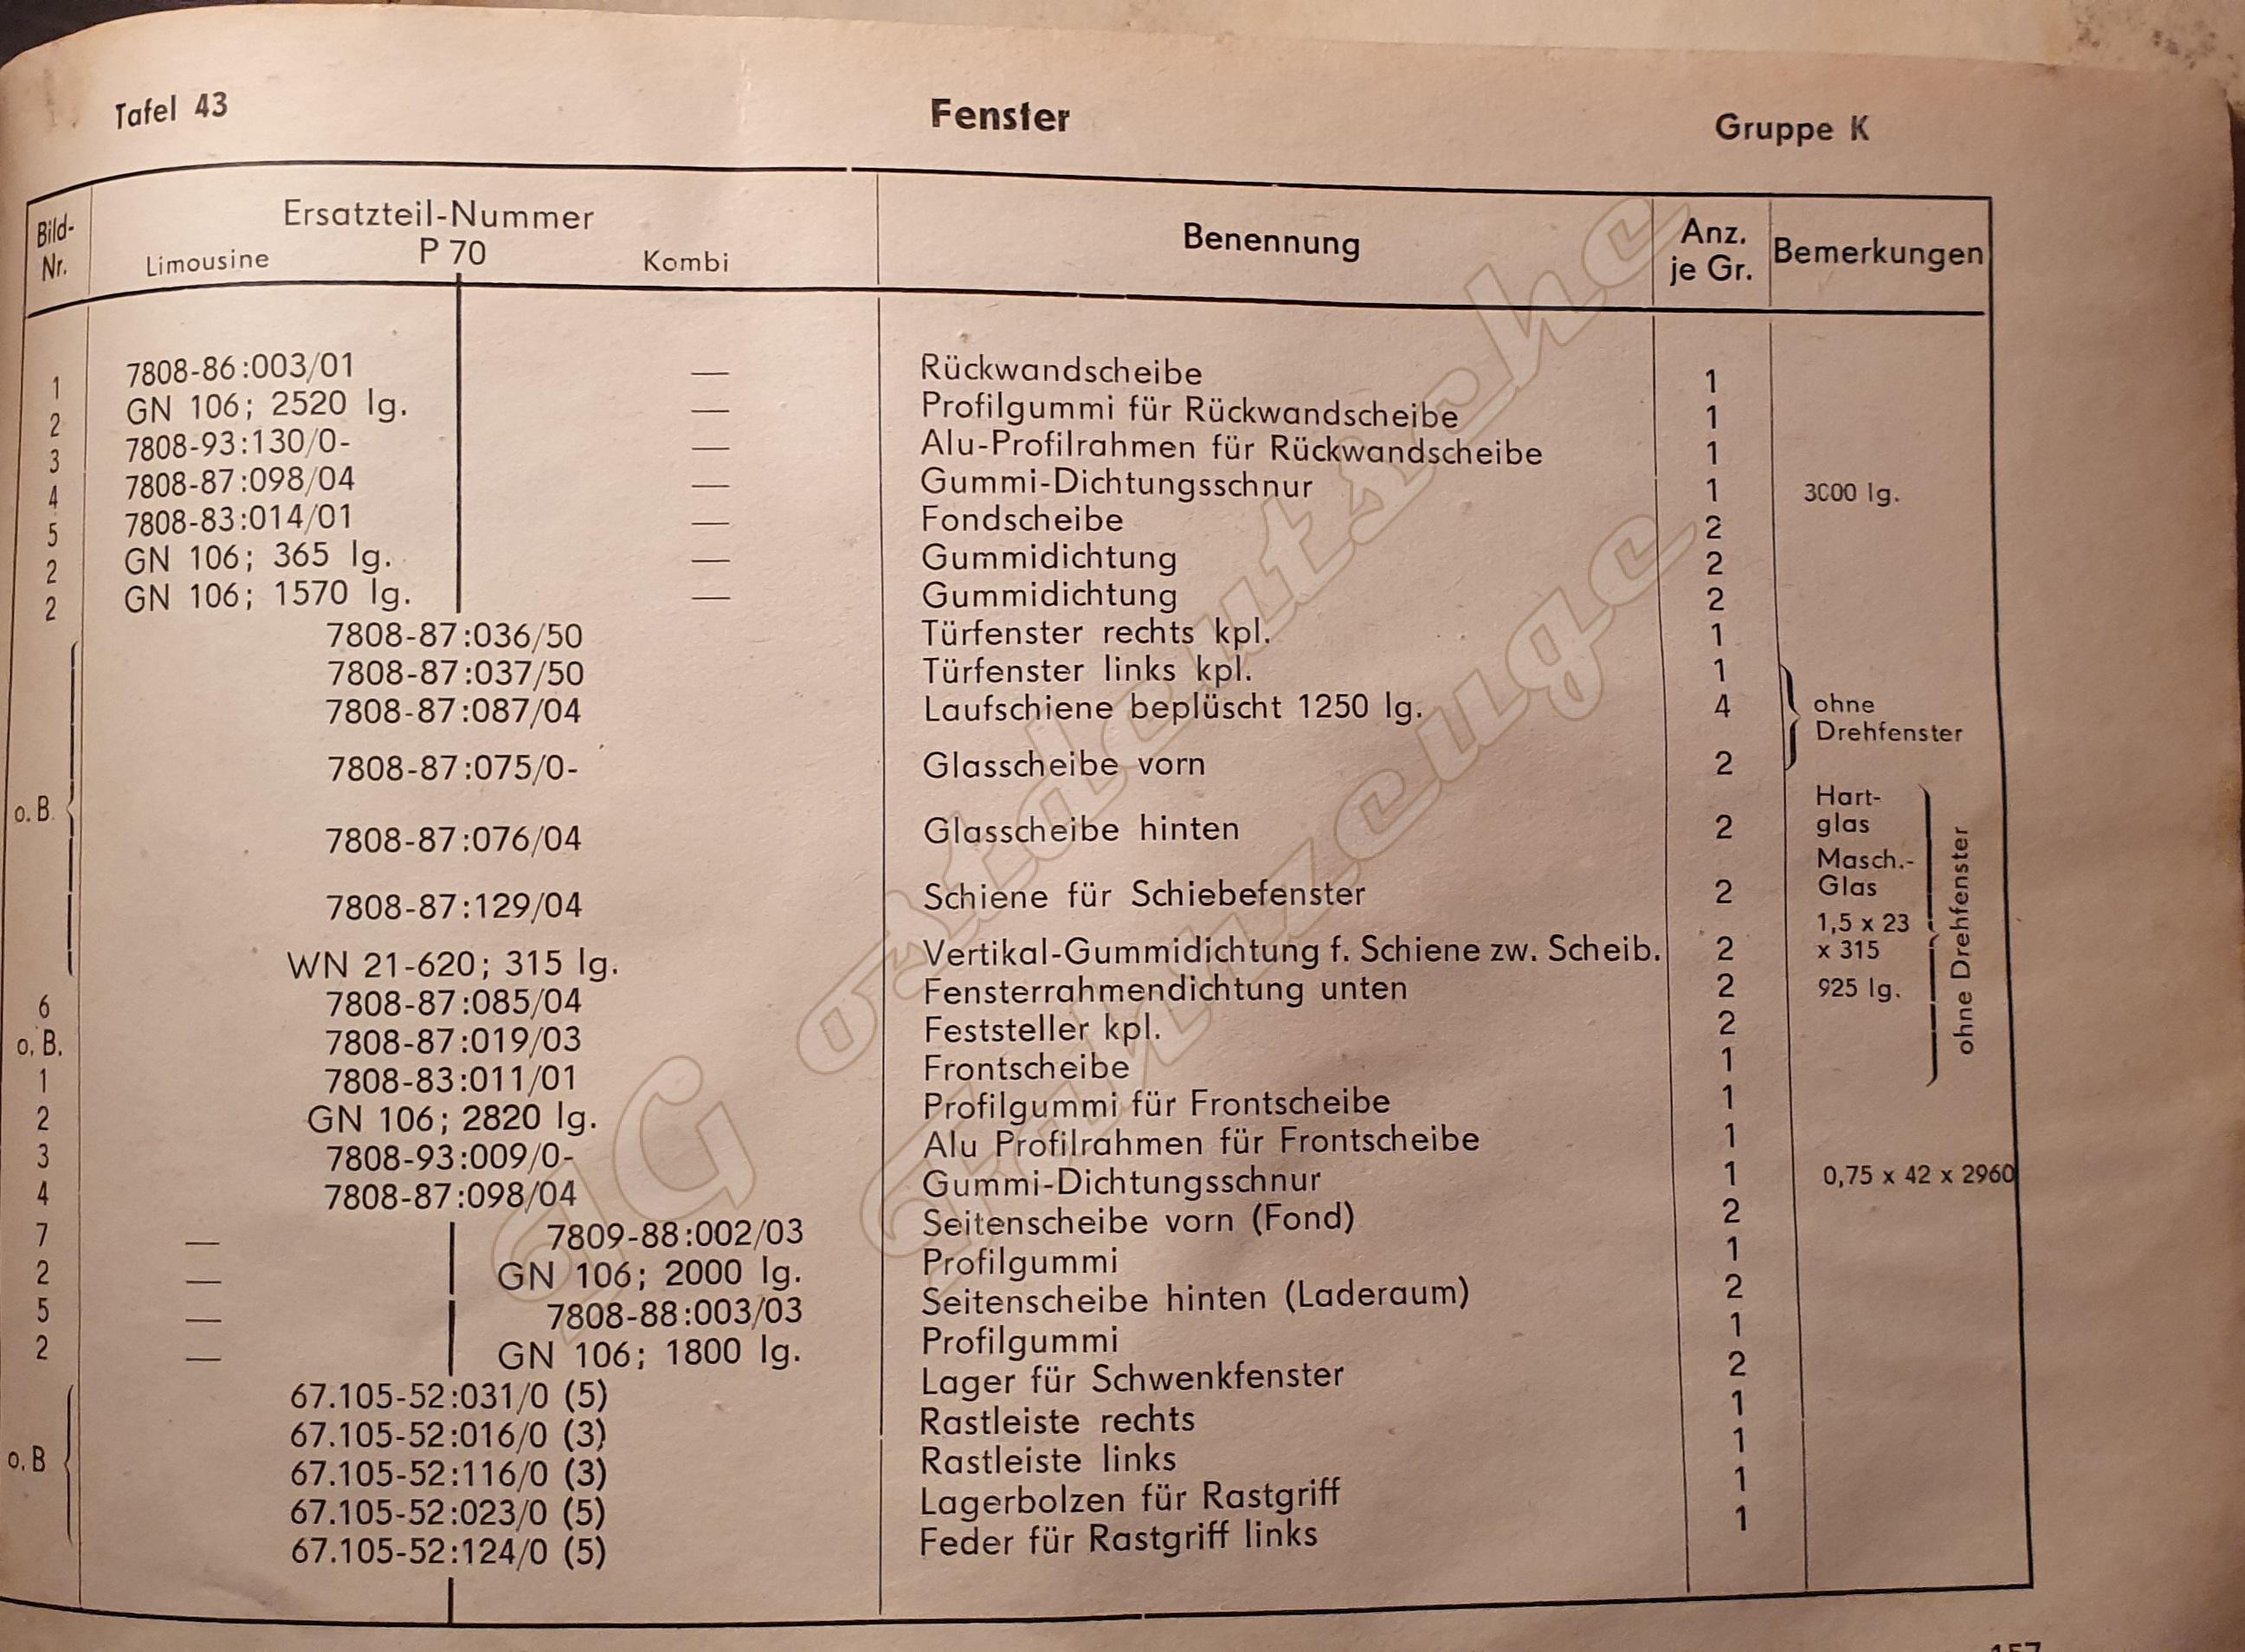 Tafel 43 Fenster Gruppe K
Bild-Nr. Ersatzteil-Nummer P 70 Limousine Kombi Benennung Anz. je Gr. Bemerkungen
1 7808-86:003/01 — Rückwandscheibe 1
2 GN 106; 2520 lg. — Profilgummi für Rückwandscheibe 1
3 7808-93:130/0- — Alu-Profilrahmen für Rückwandscheibe 1
4 7808-87:098/04 — Gummi-Dichtungsschnur 1 3000 lg.
5 7808-83:014/01 — Fondscheibe 2
2 GN 106; 365 lg. — Gummidichtung 2
2 GN 106; 1570 lg. — Gummidichtung 2
7808-87:036/50 Türfenster rechts kpl. 1
7808-87:037/50 Türfenster links kpl. 1
7808-87:087/04 Laufschiene beplüscht 1250 lg. 4 ohne Drehfenster
7808-87:075/0- Glasscheibe vorn 2
o. B. 7808-87:076/04 Glasscheibe hinten 2 Hart-glas
7808-87:129/04 Schiene für Schiebefenster 2 Masch.-Glas
WN 21-620; 315 lg. Vertikal-Gummidichtung f. Schiene zw. Scheib. 2 1,5 x 23 x 315
6 7808-87:085/04 Fensterrahmendichtung unten 2 925 lg.
ohne Drehfenster
o. B. 7808-87:019/03 Feststeller kpl. 2
1 7808-83:011/01 Frontscheibe 1
2 GN 106; 2820 lg. Profilgummi für Frontscheibe 1
3 7808-93:009/0- Alu Profilrahmen für Frontscheibe 1
4 7808-87:098/04 Gummi-Dichtungsschnur 1 0,75 x 42 x 2960
7 — 7809-88:002/03 Seitenscheibe vorn (Fond) 2
2 — GN 106; 2000 lg. Profilgummi 1
5 — 7808-88:003/03 Seitenscheibe hinten (Laderaum) 2
2 — GN 106; 1800 lg. Profilgummi 1
67.105-52:031/0 (5) Lager für Schwenkfenster 2
67.105-52:016/0 (3) Rastleiste rechts 1
o. B 67.105-52:116/0 (3) Rastleiste links 1
67.105-52:023/0 (5) Lagerbolzen für Rastgriff 1
67.105-52:124/0 (5) Feder für Rastgriff links 1
157
AG ostdeutsche
Fahrzeuge